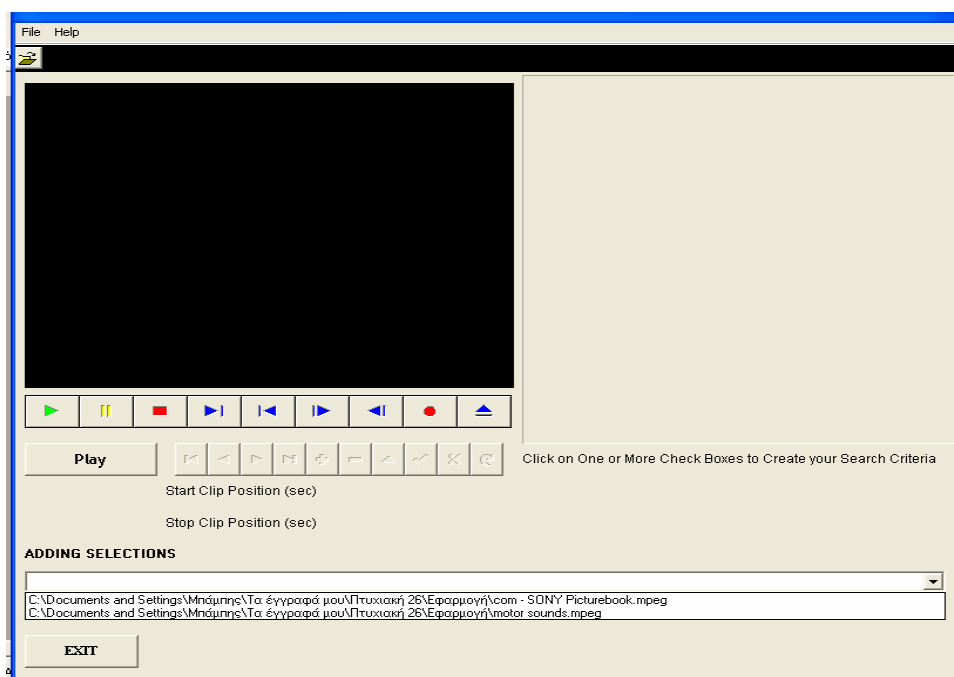 File Help
Play
Click on One or More Check Boxes to Create your Search Criteria
Start Clip Position (sec)
Stop Clip Position (sec)
ADDING SELECTIONS
C:\Documents and Settings\Μπάμπης\Τα έγγραφά μου\Πτυχιακή 26\Εφαρμογή\com - SONY Picturebook.mpeg
C:\Documents and Settings\Μπάμπης\Τα έγγραφά μου\Πτυχιακή 26\Εφαρμογή\motor sounds.mpeg
EXIT